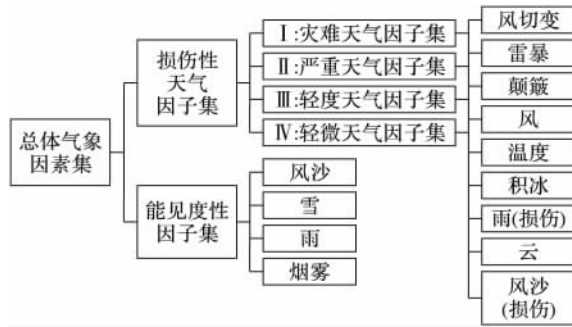 总体气象
因素集
损伤性
天气
因子集
能见度性
因子集
Ⅰ:灾难天气因子集
Ⅱ:严重天气因子集
Ⅲ:轻度天气因子集
Ⅳ:轻微天气因子集
风沙
雪
雨
烟雾
风切变
雷暴
颠簸
风
温度
积冰
雨(损伤)
云
风沙
(损伤)